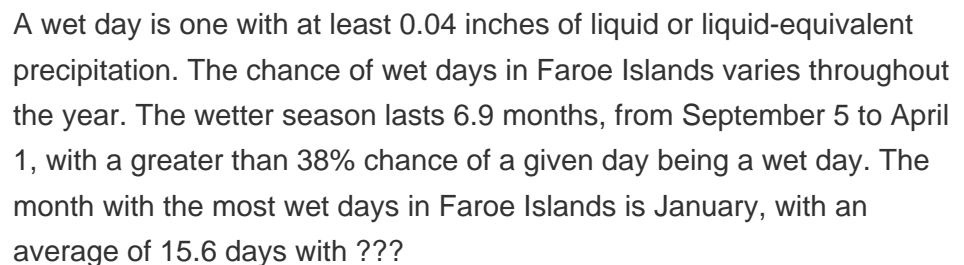 A wet day is one with at least 0.04 inches of liquid or liquid-equivalent
precipitation. The chance of wet days in Faroe Islands varies throughout
the year. The wetter season lasts 6.9 months, from September 5 to April
1, with a greater than 38% chance of a given day being a wet day. The
month with the most wet days in Faroe Islands is January, with an
average of 15.6 days with ???